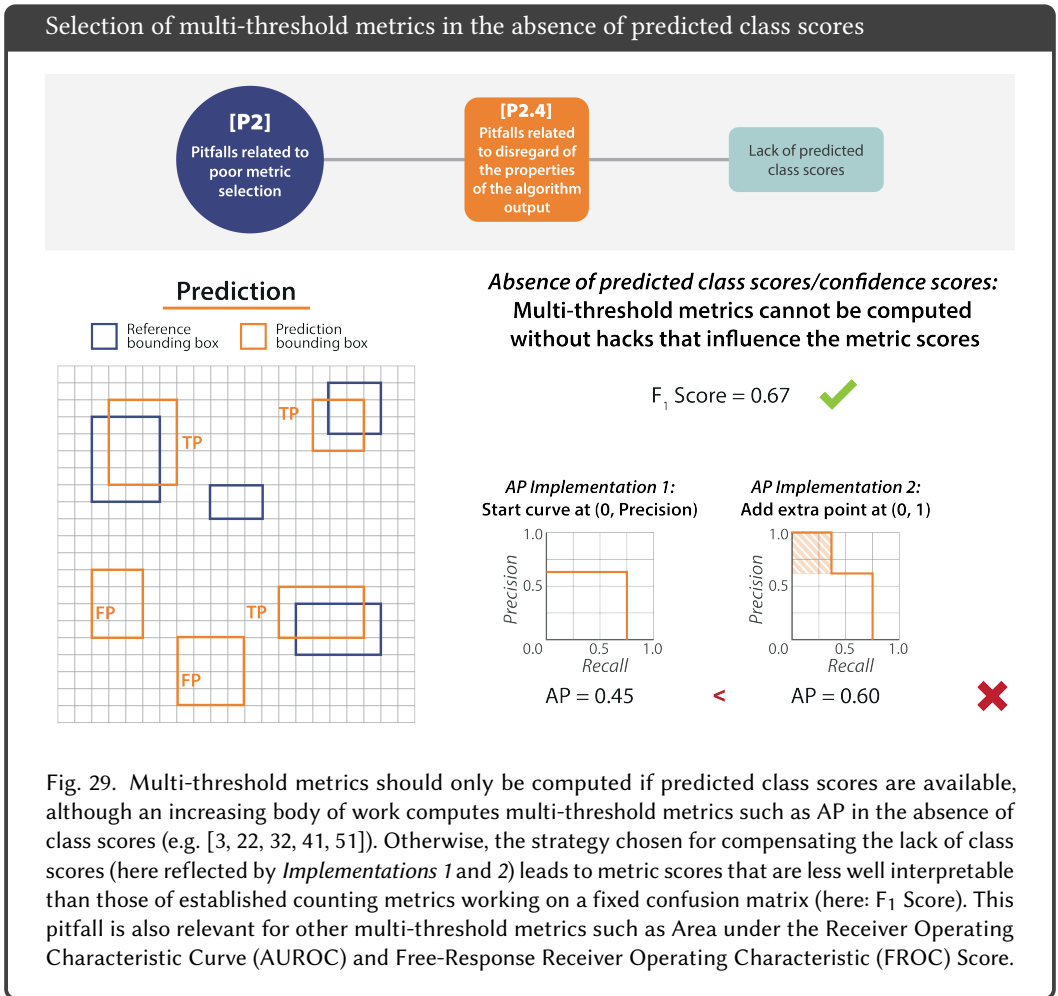 Selection of multi-threshold metrics in the absence of predicted class scores
[P2]
Pitfalls related to
poor metric
selection
[P2.4]
Pitfalls related
to disregard of
the properties
of the algorithm
output
Lack of predicted
class scores
Prediction
Reference
bounding box
Prediction
bounding box
TP
TP
FP
TP
FP
Absence of predicted class scores/confidence scores:
Multi-threshold metrics cannot be computed
without hacks that influence the metric scores
F₁ Score = 0.67
AP Implementation 1:
Start curve at (0, Precision)
1.0
0.5
0.0
0.5
1.0
Precision
Recall
AP = 0.45
<
AP Implementation 2:
Add extra point at (0, 1)
1.0
0.5
0.0
0.5
1.0
Precision
Recall
AP = 0.60
Fig. 29. Multi-threshold metrics should only be computed if predicted class scores are available,
although an increasing body of work computes multi-threshold metrics such as AP in the absence of
class scores (e.g. [3, 22, 32, 41, 51]). Otherwise, the strategy chosen for compensating the lack of class
scores (here reflected by Implementations 1 and 2) leads to metric scores that are less well interpretable
than those of established counting metrics working on a fixed confusion matrix (here: F₁ Score). This
pitfall is also relevant for other multi-threshold metrics such as Area under the Receiver Operating
Characteristic Curve (AUROC) and Free-Response Receiver Operating Characteristic (FROC) Score.